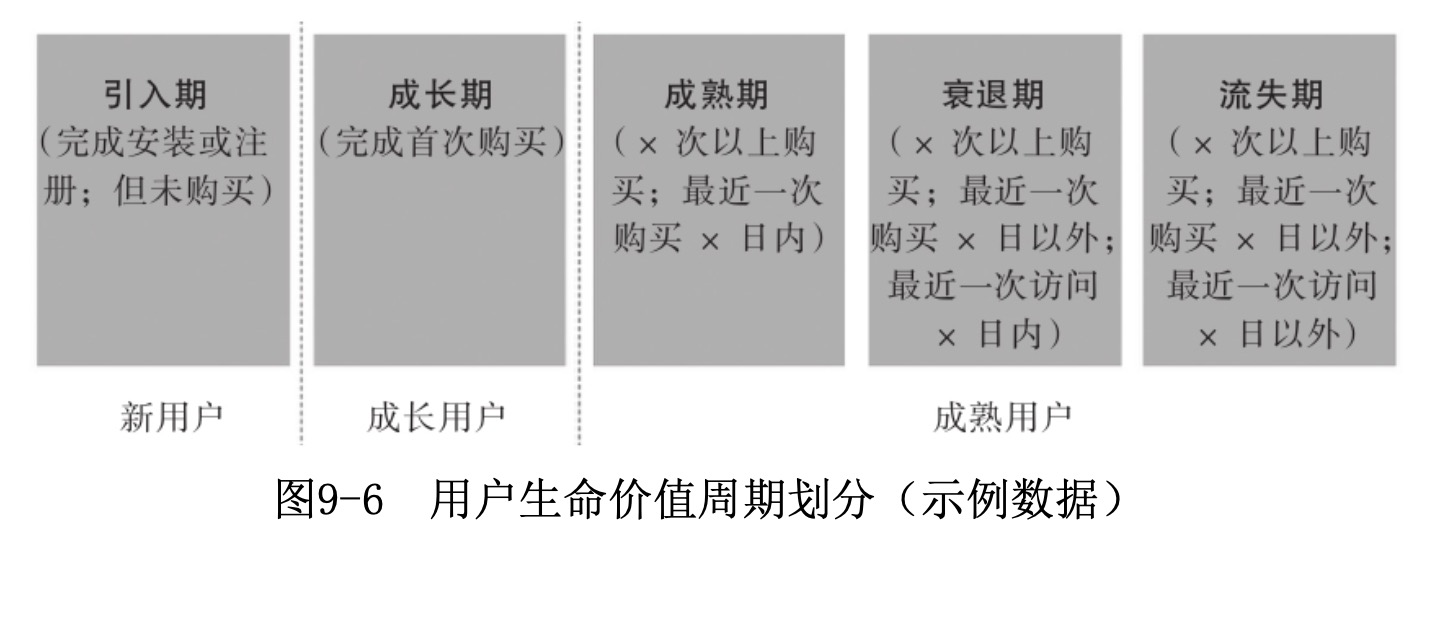 引入期
(完成安装或注
册；但未购买)
成长期
(完成首次购买)
成熟期
(× 次以上购
买；最近一次
购买 × 日内)
衰退期
(× 次以上购
买；最近一次
购买 × 日以外；
最近一次访问
× 日内)
流失期
(× 次以上购
买；最近一次
购买 × 日以外；
最近一次访问
× 日以外)
新用户
成长用户
成熟用户
图9-6 用户生命价值周期划分（示例数据）